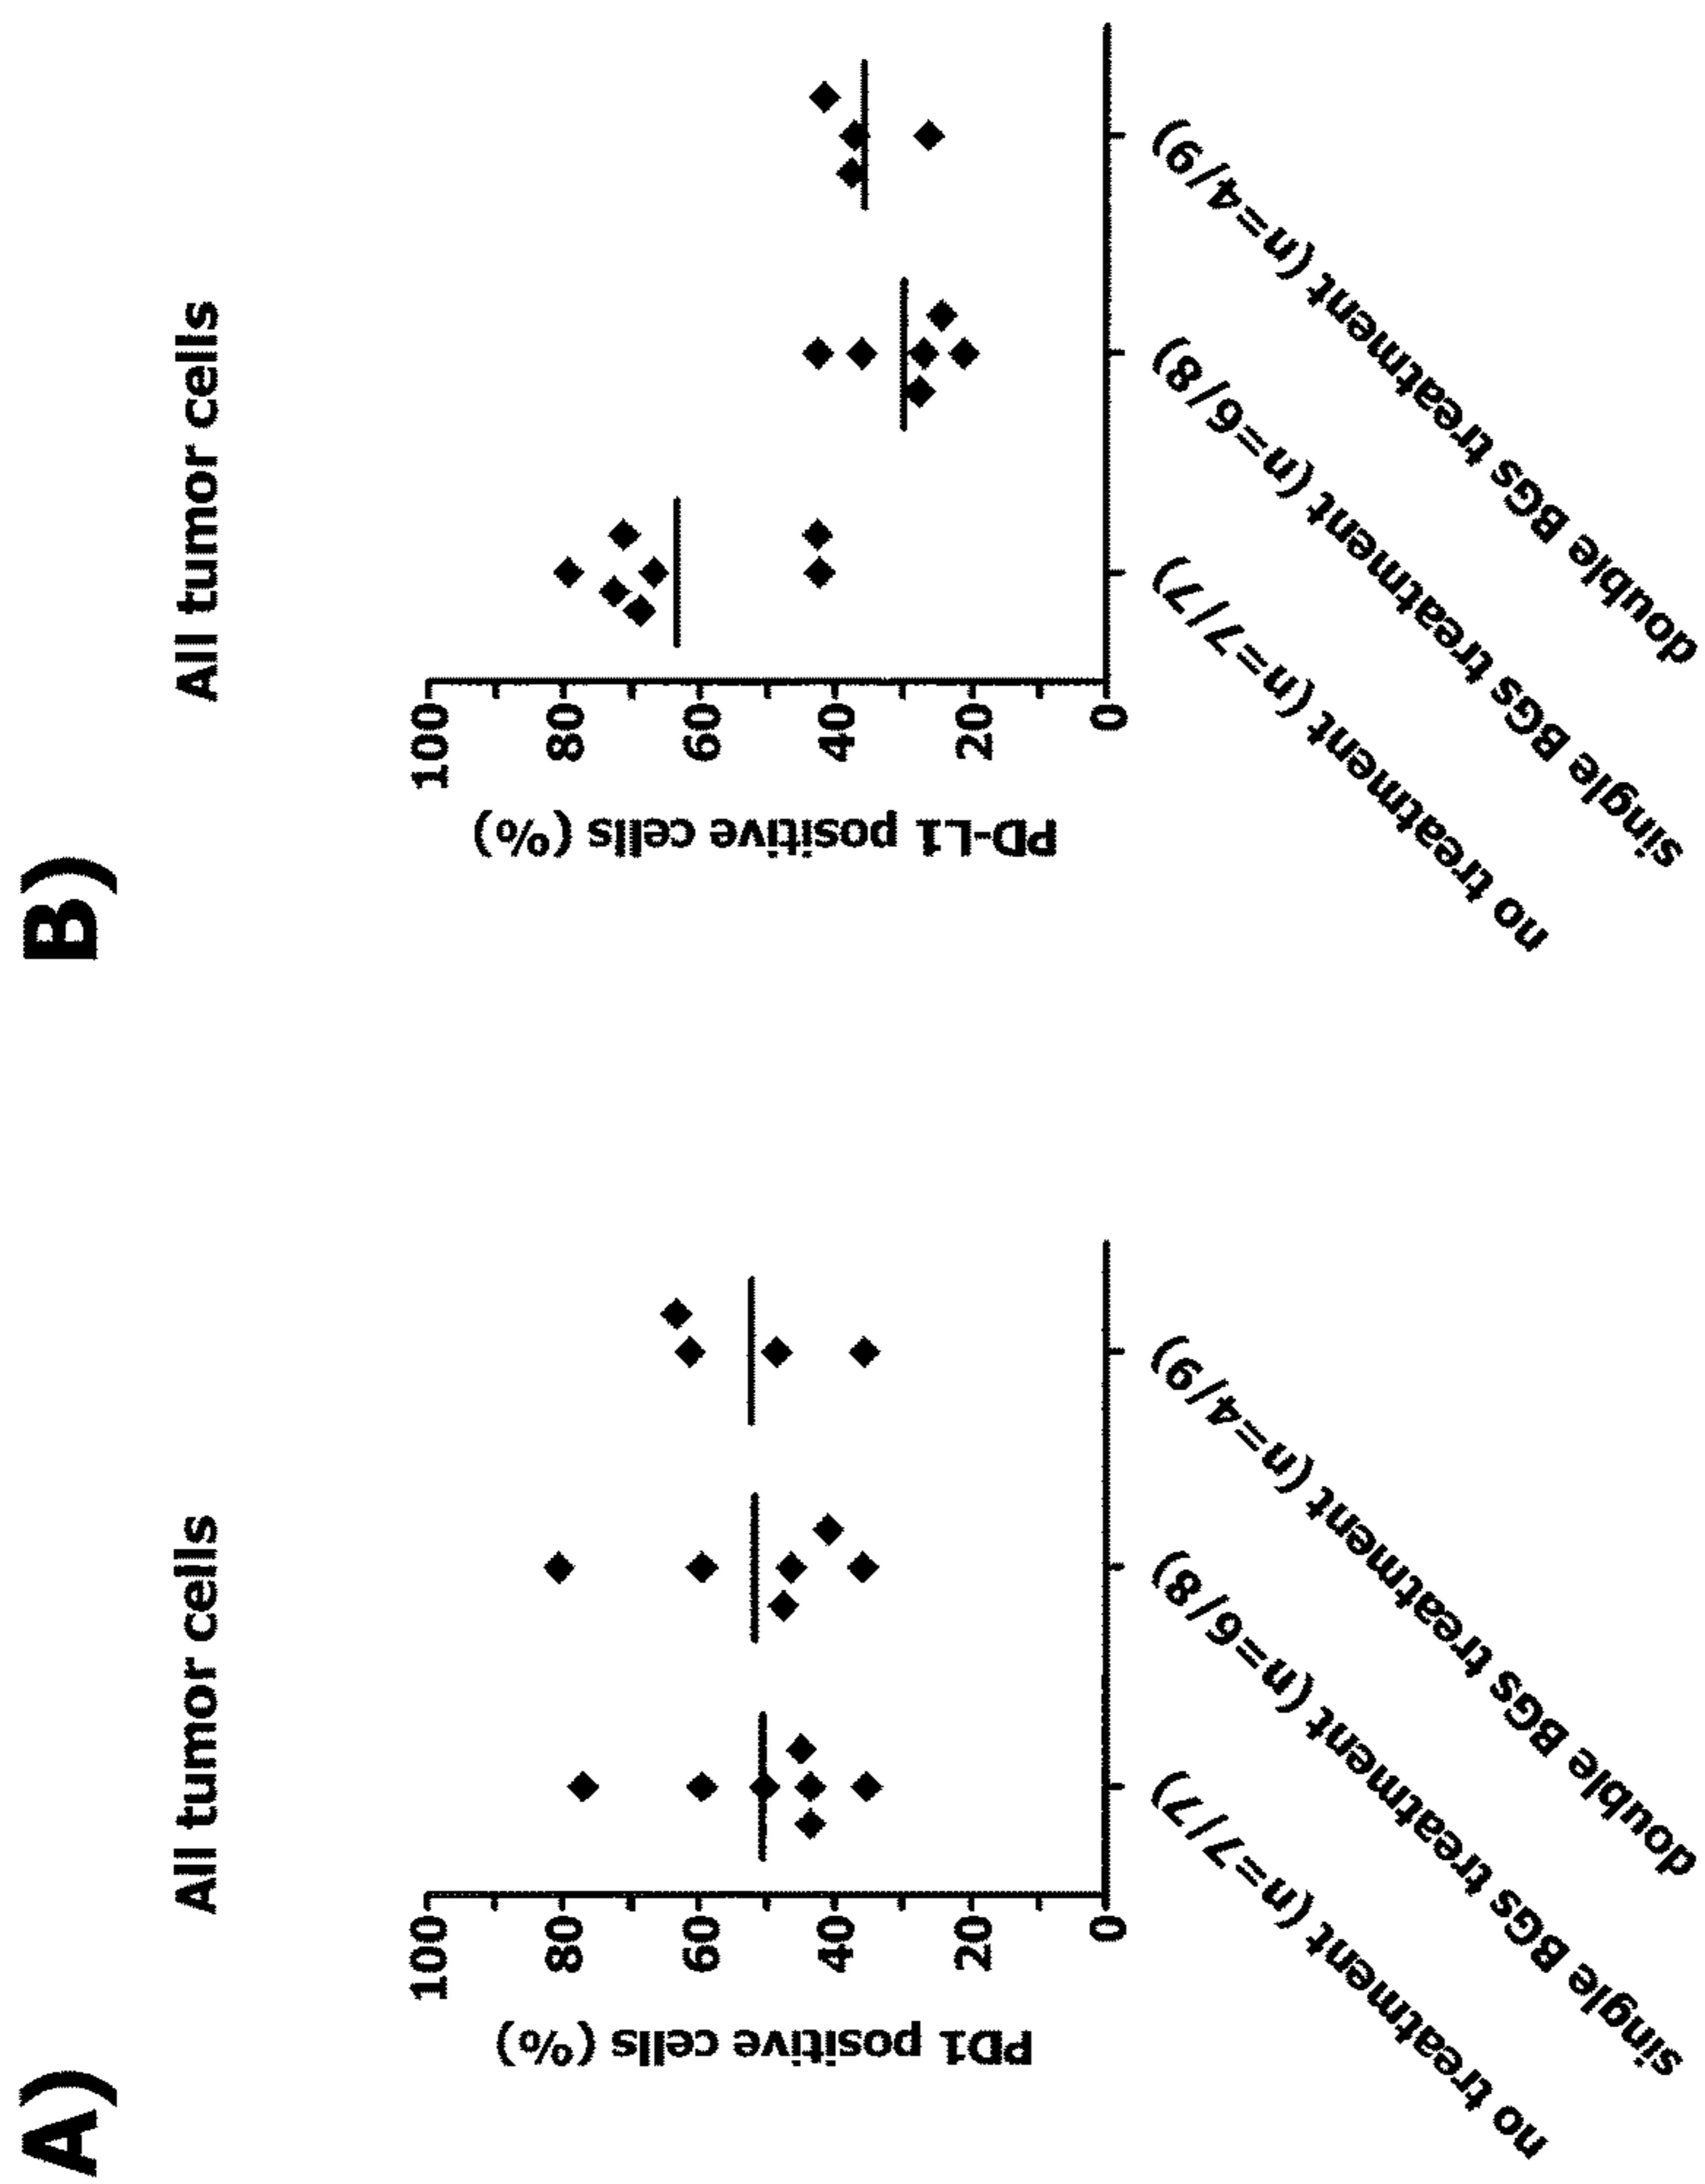 A)
All tumor cells
PD1 positive cells (%)
100
80
60
40
20
0
no treatment (n=7/7)
single BGs treatment (n=6/8)
double BGs treatment (n=4/9)
B)
All tumor cells
PD-L1 positive cells (%)
100
80
60
40
20
0
no treatment (n=7/7)
single BGs treatment (n=6/8)
double BGs treatment (n=4/9)